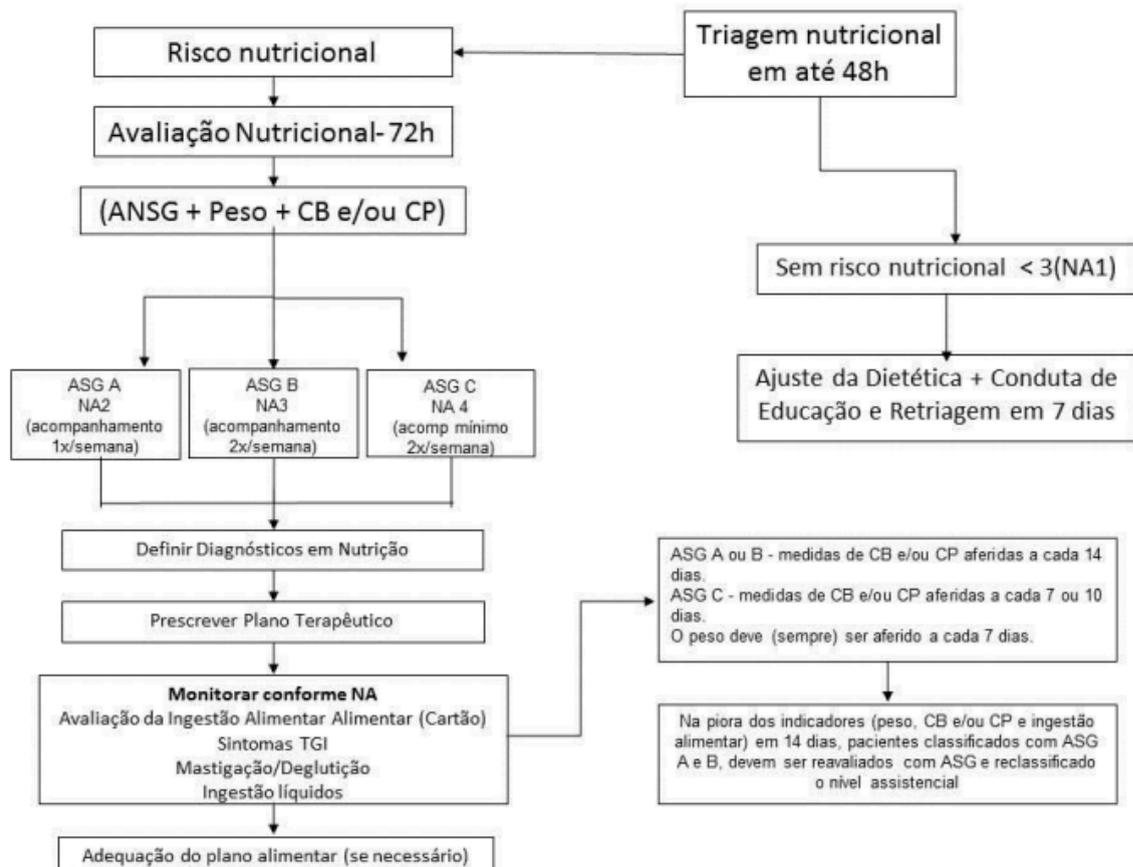 Risco nutricional
Triagem nutricional
em até 48h
Avaliação Nutricional- 72h
(ANSG + Peso + CB e/ou CP)
Sem risco nutricional < 3(NA1)
Ajuste da Dietética + Conduta de
Educação e Retriagem em 7 dias
ASG A
NA2
(acompanhamento
1x/semana)
ASG B
NA3
(acompanhamento
2x/semana)
ASG C
NA 4
(acomp mínimo
2x/semana)
Definir Diagnósticos em Nutrição
Prescrever Plano Terapêutico
Monitorar conforme NA
Avaliação da Ingestão Alimentar Alimentar (Cartão)
Sintomas TGI
Mastigação/Deglutição
Ingestão líquidos
Adequação do plano alimentar (se necessário)
ASG A ou B - medidas de CB e/ou CP aferidas a cada 14
dias.
ASG C - medidas de CB e/ou CP aferidas a cada 7 ou 10
dias.
O peso deve (sempre) ser aferido a cada 7 dias.
Na piora dos indicadores (peso, CB e/ou CP e ingestão
alimentar) em 14 dias, pacientes classificados com ASG
A e B, devem ser reavaliados com ASG e reclassificado
o nível assistencial